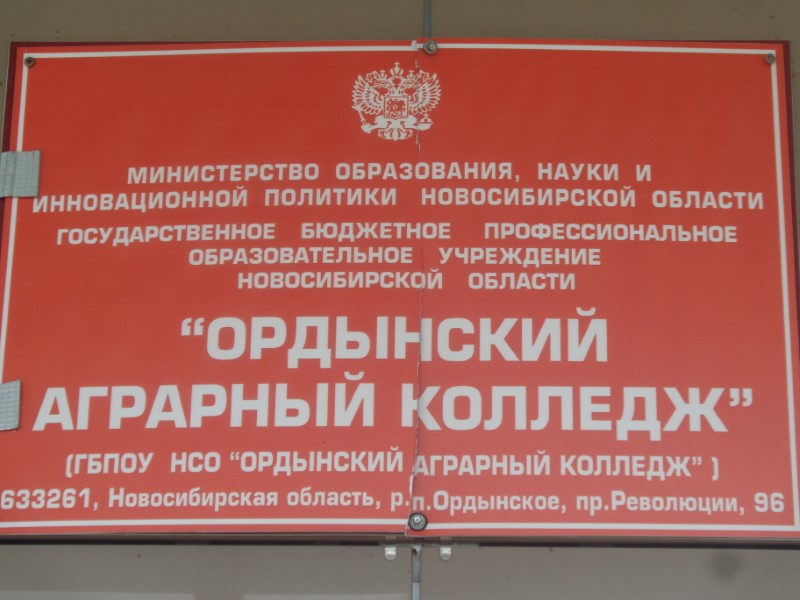 МИНИСТЕРСТВО ОБРАЗОВАНИЯ, НАУКИ И
ИННОВАЦИОННОЙ ПОЛИТИКИ НОВОСИБИРСКОЙ ОБЛАСТИ
ГОСУДАРСТВЕННОЕ БЮДЖЕТНОЕ ПРОФЕССИОНАЛЬНОЕ
ОБРАЗОВАТЕЛЬНОЕ УЧРЕЖДЕНИЕ
НОВОСИБИРСКОЙ ОБЛАСТИ
“ОРДЫНСКИЙ
АГРАРНЫЙ КОЛЛЕДЖ”
(ГБПОУ НСО “ОРДЫНСКИЙ АГРАРНЫЙ КОЛЛЕДЖ” )
633261, Новосибирская область, р.п.Ордынское, пр.Революции, 96